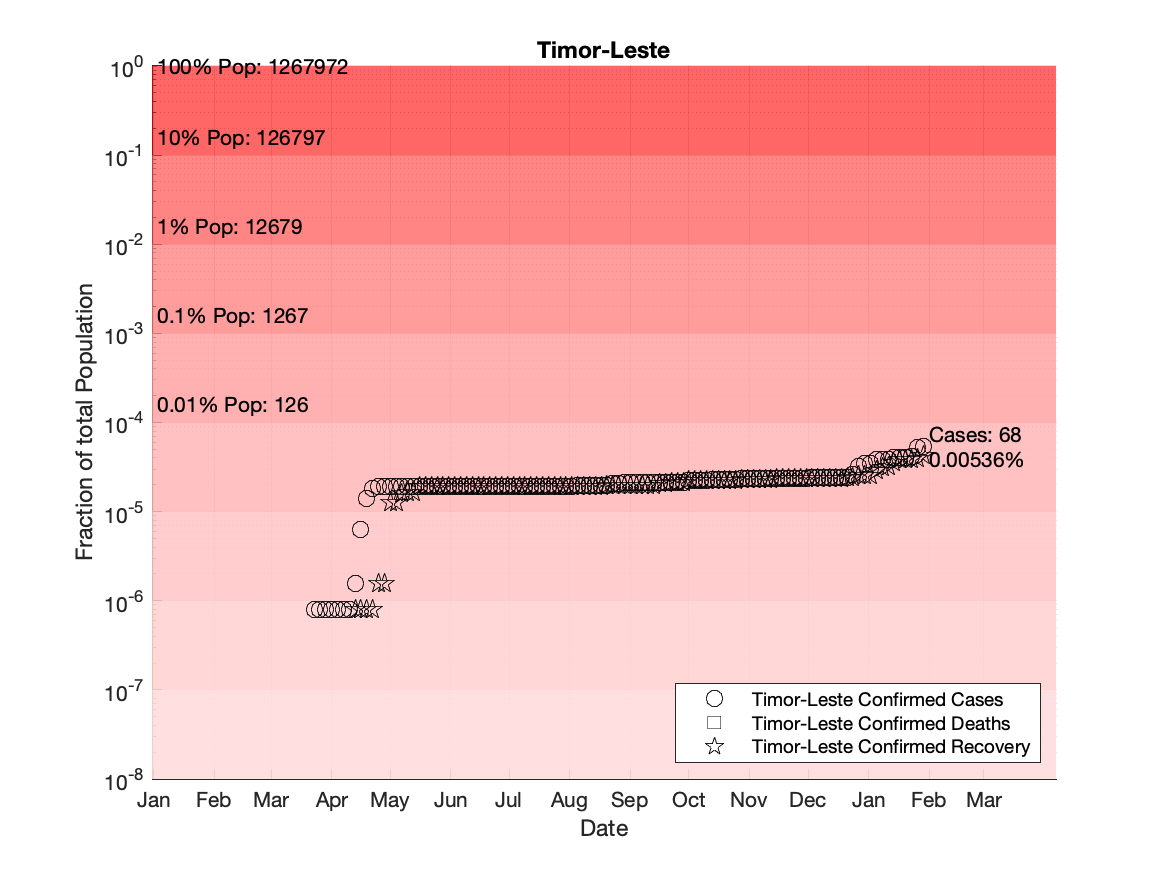 Timor-Leste
10^0
100% Pop: 1267972
10% Pop: 126797
10^-1
1% Pop: 12679
10^-2
0.1% Pop: 1267
10^-3
0.01% Pop: 126
10^-4
Cases: 68
0.00536%
10^-5
10^-6
10^-7
10^-8
Fraction of total Population
Timor-Leste Confirmed Cases
Timor-Leste Confirmed Deaths
Timor-Leste Confirmed Recovery
Jan Feb Mar Apr May Jun Jul Aug Sep Oct Nov Dec Jan Feb Mar
Date